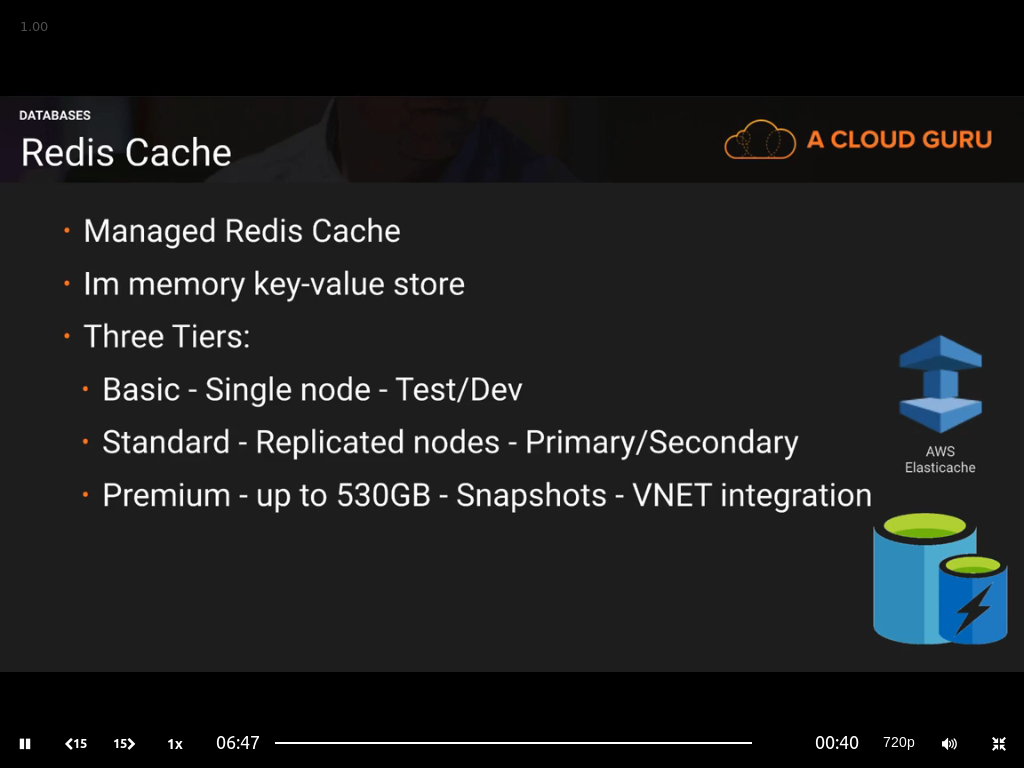 1.00
DATABASES
Redis Cache
A CLOUD GURU
• Managed Redis Cache
• Im memory key-value store
• Three Tiers:
• Basic - Single node - Test/Dev
• Standard - Replicated nodes - Primary/Secondary
• Premium - up to 530GB - Snapshots - VNET integration
AWS
Elasticache
15 15 1x 06:47 00:40 720p